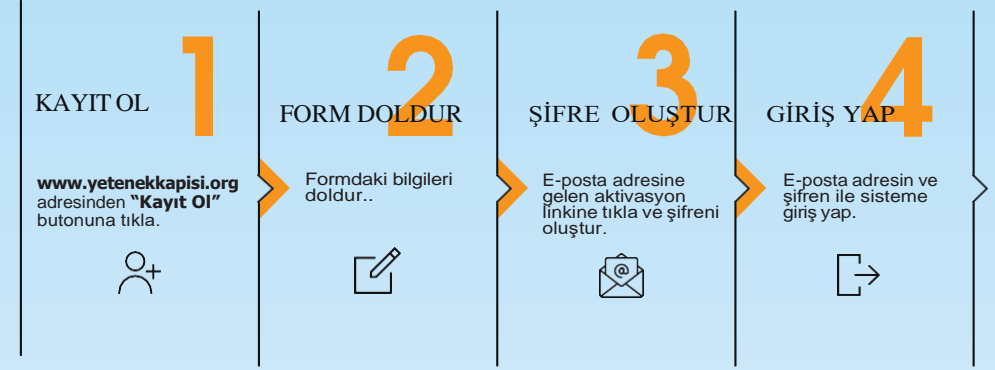 1
KAYIT OL
www.yetenekkapisi.org
adresinden “Kayıt Ol”
butonuna tıkla.
2
FORM DOLDUR
Formdaki bilgileri
doldur..
3
ŞİFRE OLUŞTUR
E-posta adresine
gelen aktivasyon
linkine tıkla ve şifreni
oluştur.
@
4
GİRİŞ YAP
E-posta adresin ve
şifren ile sisteme
giriş yap.